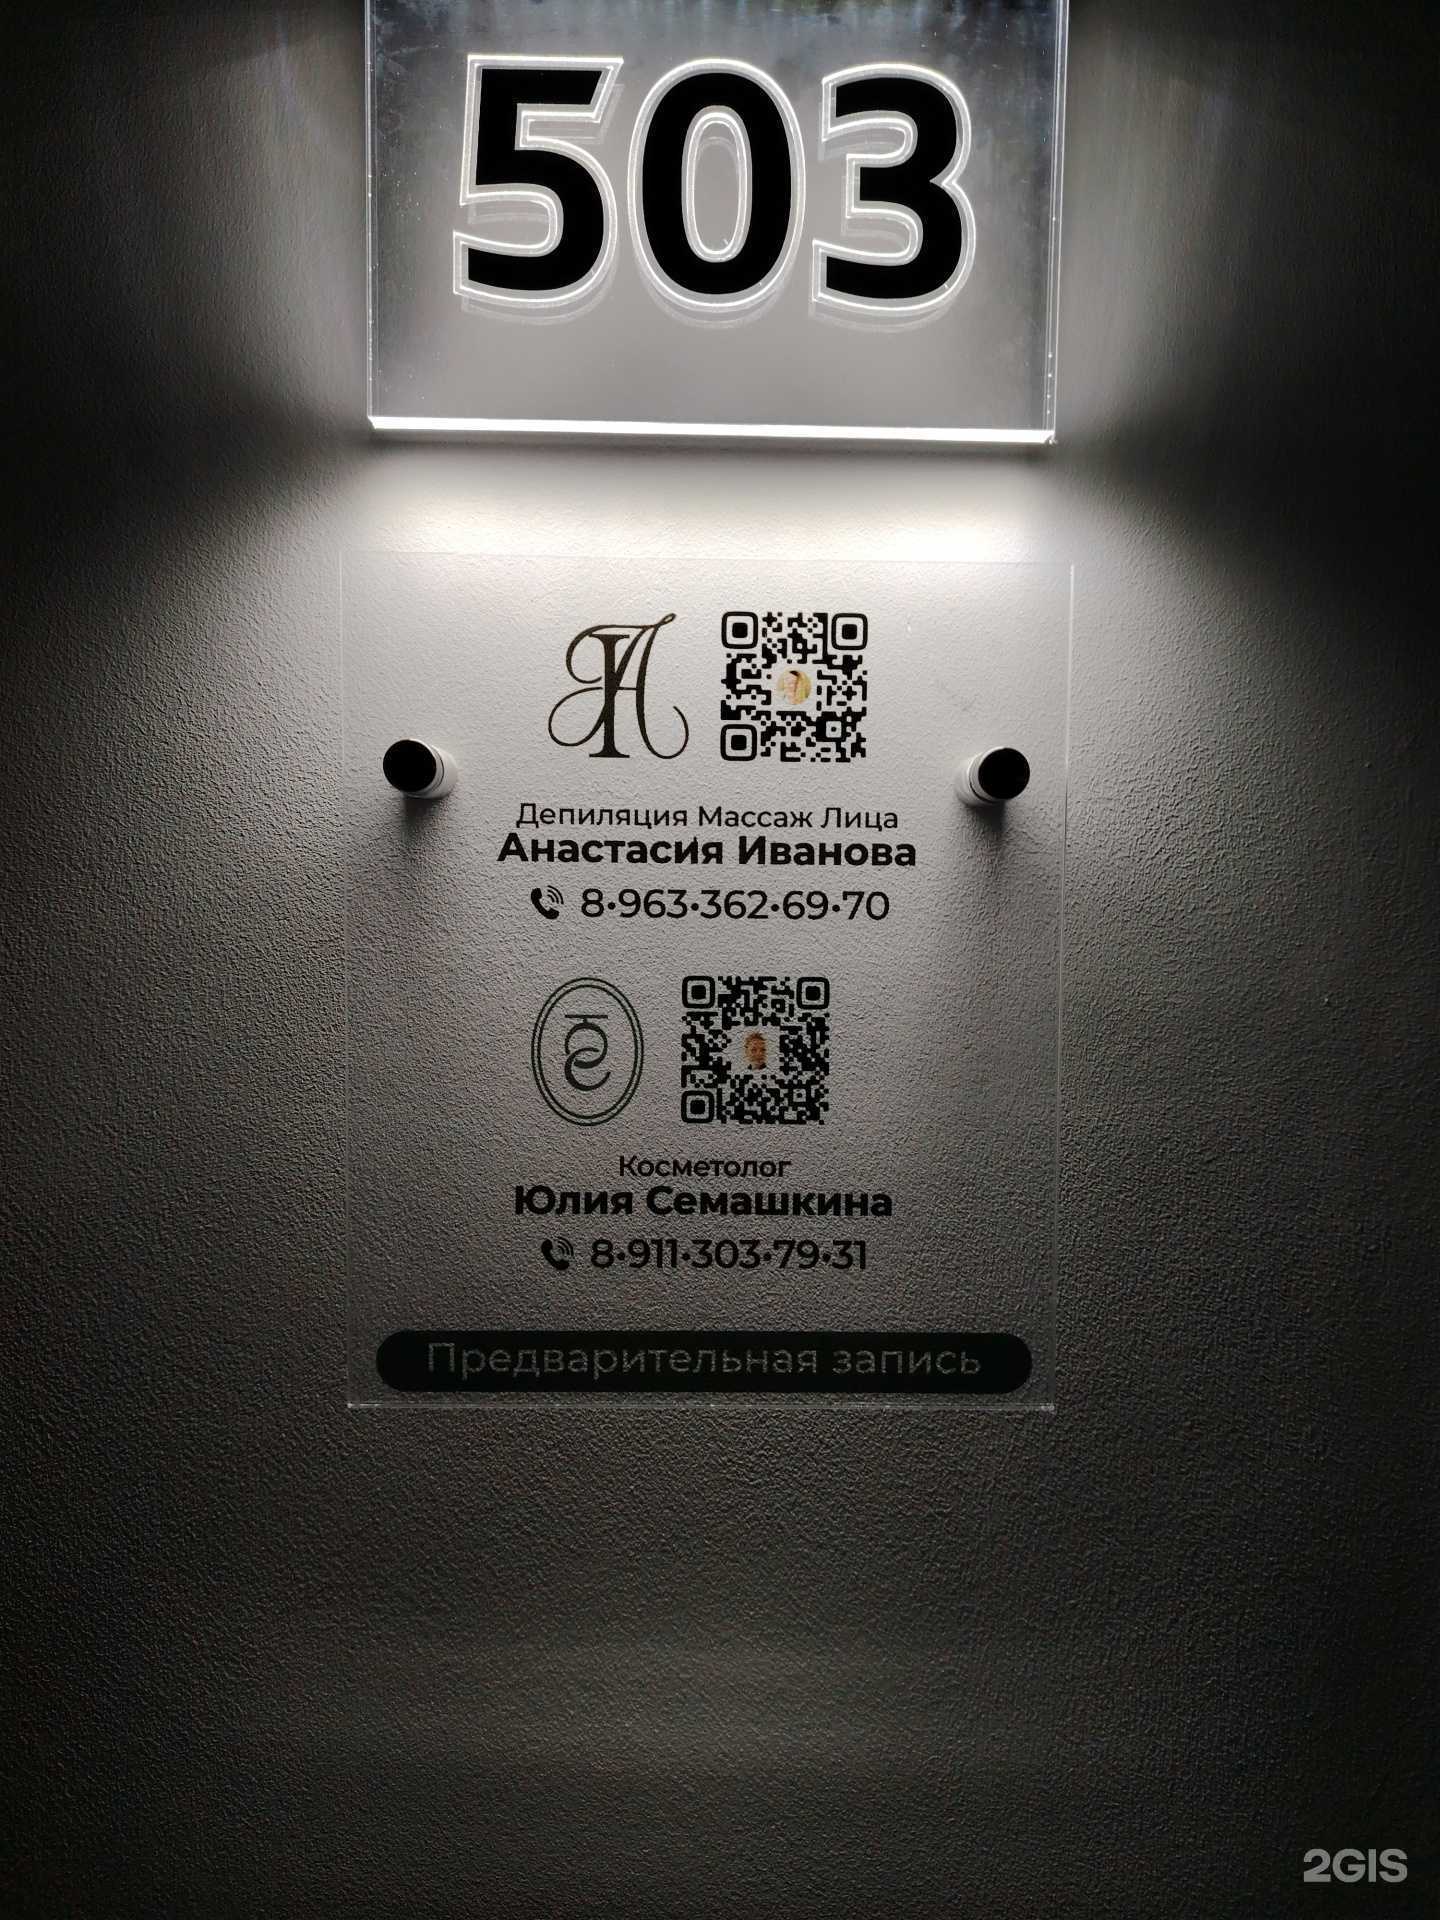 503
Депиляция Массаж Лица
Анастасия Иванова
8•963•362•69•70
Косметолог
Юлия Семашкина
8•911•303•79•31
Предварительная запись
2GIS